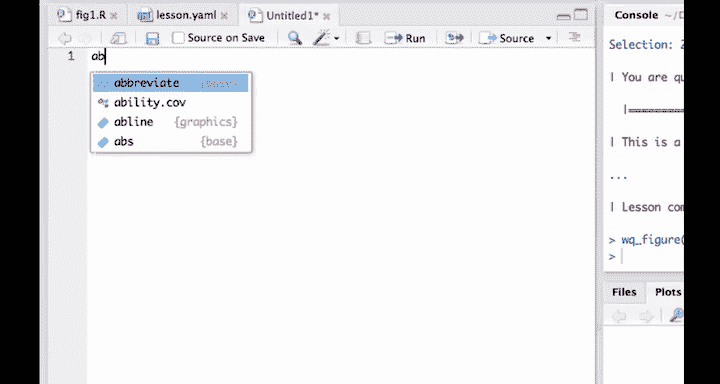 fig1.R lesson.yaml Untitled1*
Source on Save Run Source
1 ab
abbreviate
ability.cov
abline {graphics}
abs {base}
Console ~/
Selection: 2
| You are qu
|=========
| This is a
...
| Lesson com
> wq_figure(
>
Files Plots